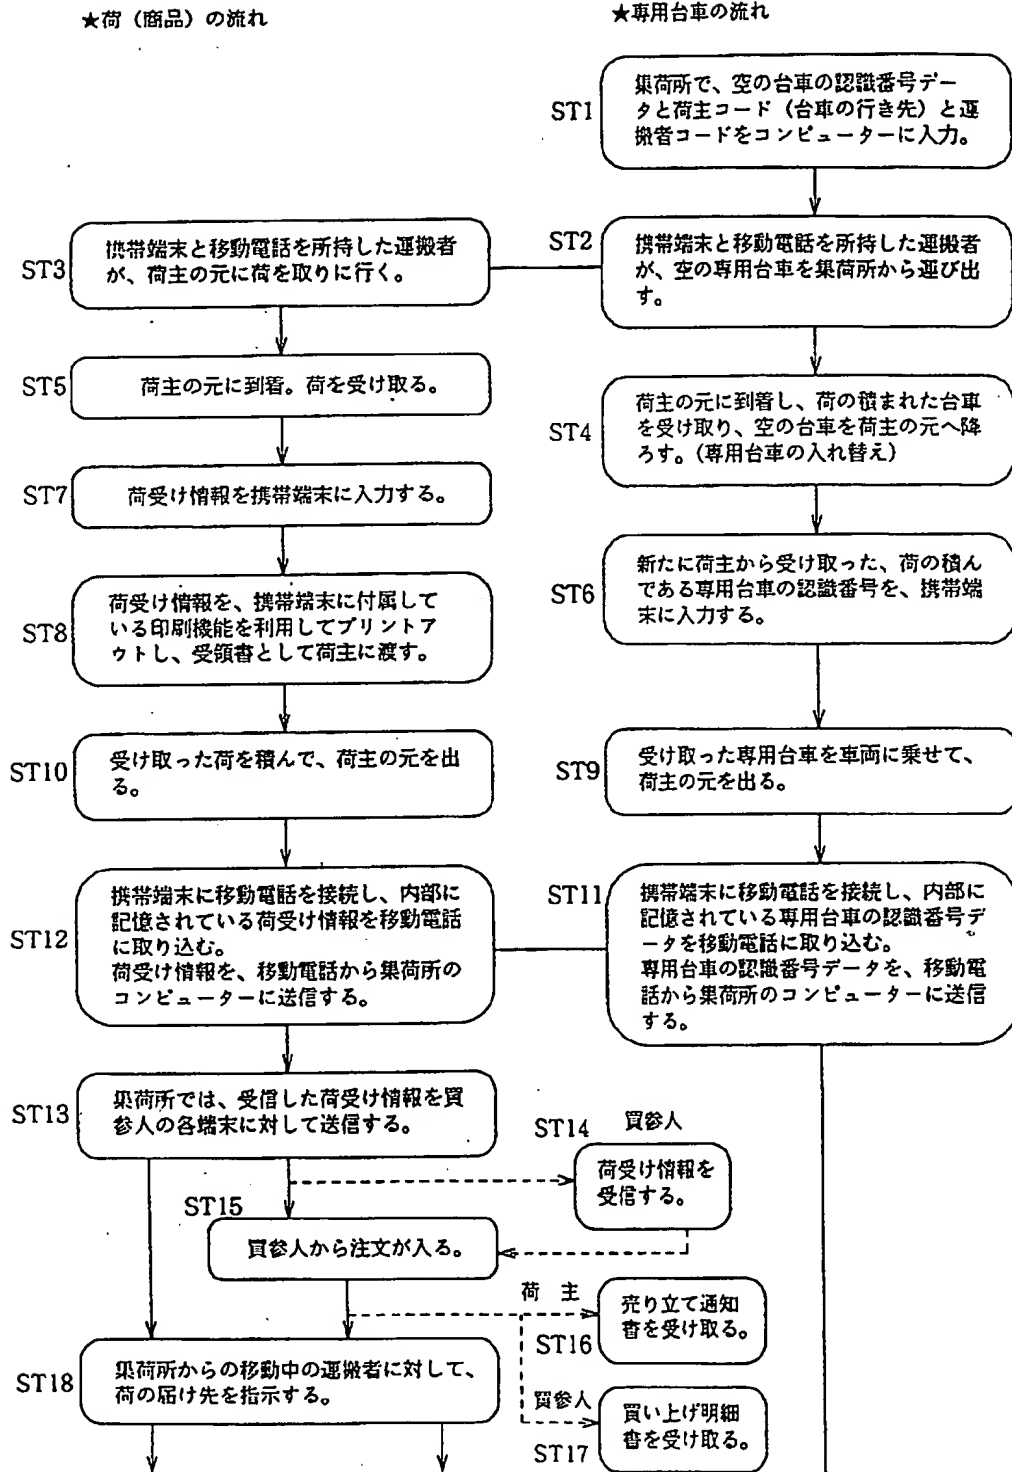 ★荷（商品）の流れ
★専用台車の流れ
ST1
集荷所で、空の台車の認識番号デー
タと荷主コード（台車の行き先）と運
搬者コードをコンピューターに入力。
ST3
携帯端末と移動電話を所持した運搬者
が、荷主の元に荷を取りに行く。
ST2
携帯端末と移動電話を所持した運搬者
が、空の専用台車を集荷所から運び出
す。
ST5
荷主の元に到着。荷を受け取る。
ST4
荷主の元に到着し、荷の積まれた台車
を受け取り、空の台車を荷主の元へ降
ろす。(専用台車の入れ替え)
ST7
荷受け情報を携帯端末に入力する。
ST6
新たに荷主から受け取った、荷の積ん
である専用台車の認識番号を、携帯端
末に入力する。
ST8
荷受け情報を、携帯端末に付属して
いる印刷機能を利用してプリントア
ウトし、受領書として荷主に渡す。
ST10
受け取った荷を積んで、荷主の元を出
る。
ST9
受け取った専用台車を車両に乗せて、
荷主の元を出る。
ST12
携帯端末に移動電話を接続し、内部に
記憶されている荷受け情報を移動電話
に取り込む。
荷受け情報を、移動電話から集荷所の
コンピューターに送信する。
ST11
携帯端末に移動電話を接続し、内部に
記憶されている専用台車の認識番号デ
ータを移動電話に取り込む。
専用台車の認識番号データを、移動電
話から集荷所のコンピューターに送信
する。
ST13
集荷所では、受信した荷受け情報を買
参人の各端末に対して送信する。
ST14
買参人
荷受け情報を
受信する。
ST15
買参人から注文が入る。
荷 主
ST16
売り立て通知
書を受け取る。
ST18
集荷所からの移動中の運搬者に対して、
荷の届け先を指示する。
買参人
ST17
買い上げ明細
書を受け取る。